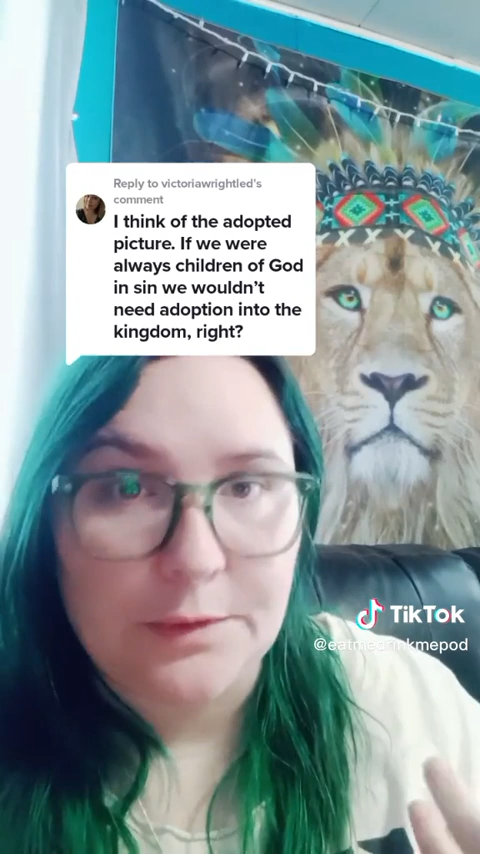 Reply to victoriawrightled's
comment
I think of the adopted
picture. If we were
always children of God
in sin we wouldn't
need adoption into the
kingdom, right?
TikTok
@eatmedrinkmepod